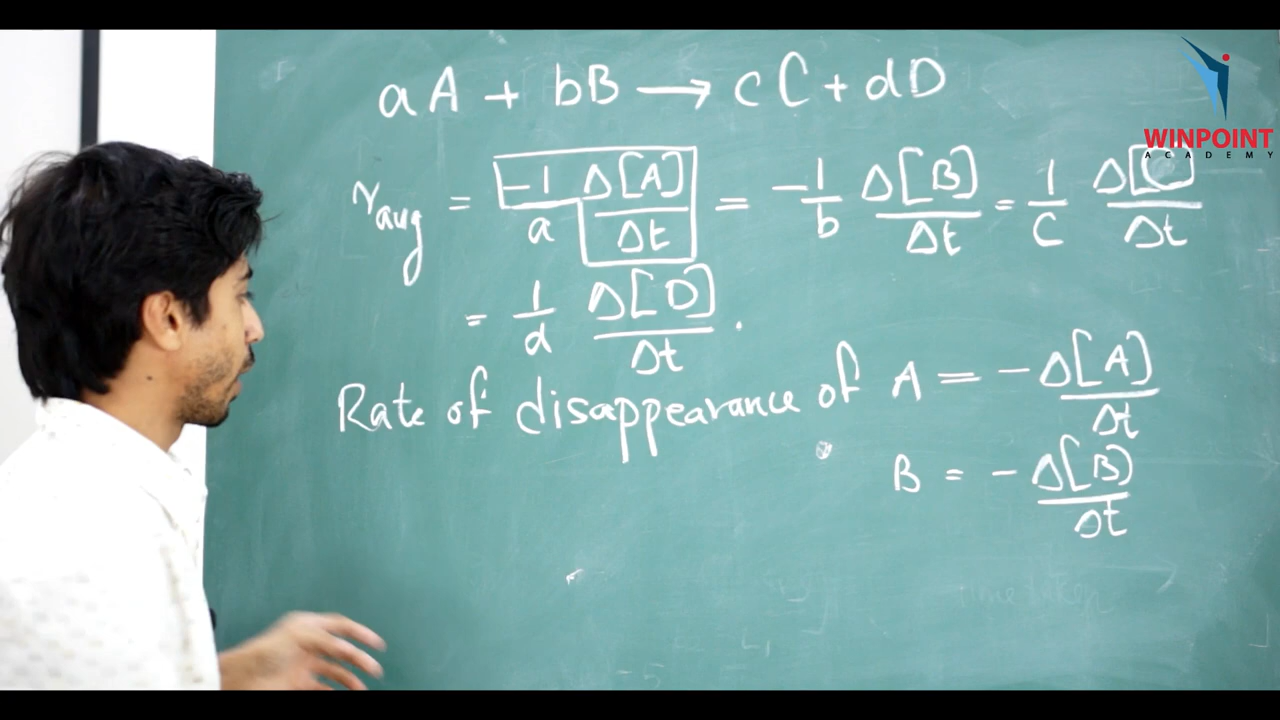 aA + bB → cC + dD
WINPOINT
ACADEMY
r_avg = -1/a Δ[A]/Δt = -1/b Δ[B]/Δt = 1/C Δ[C]/Δt
= 1/d Δ[D]/Δt .
Rate of disappearance of A = - Δ[A]/Δt
B = - Δ[B]/Δt